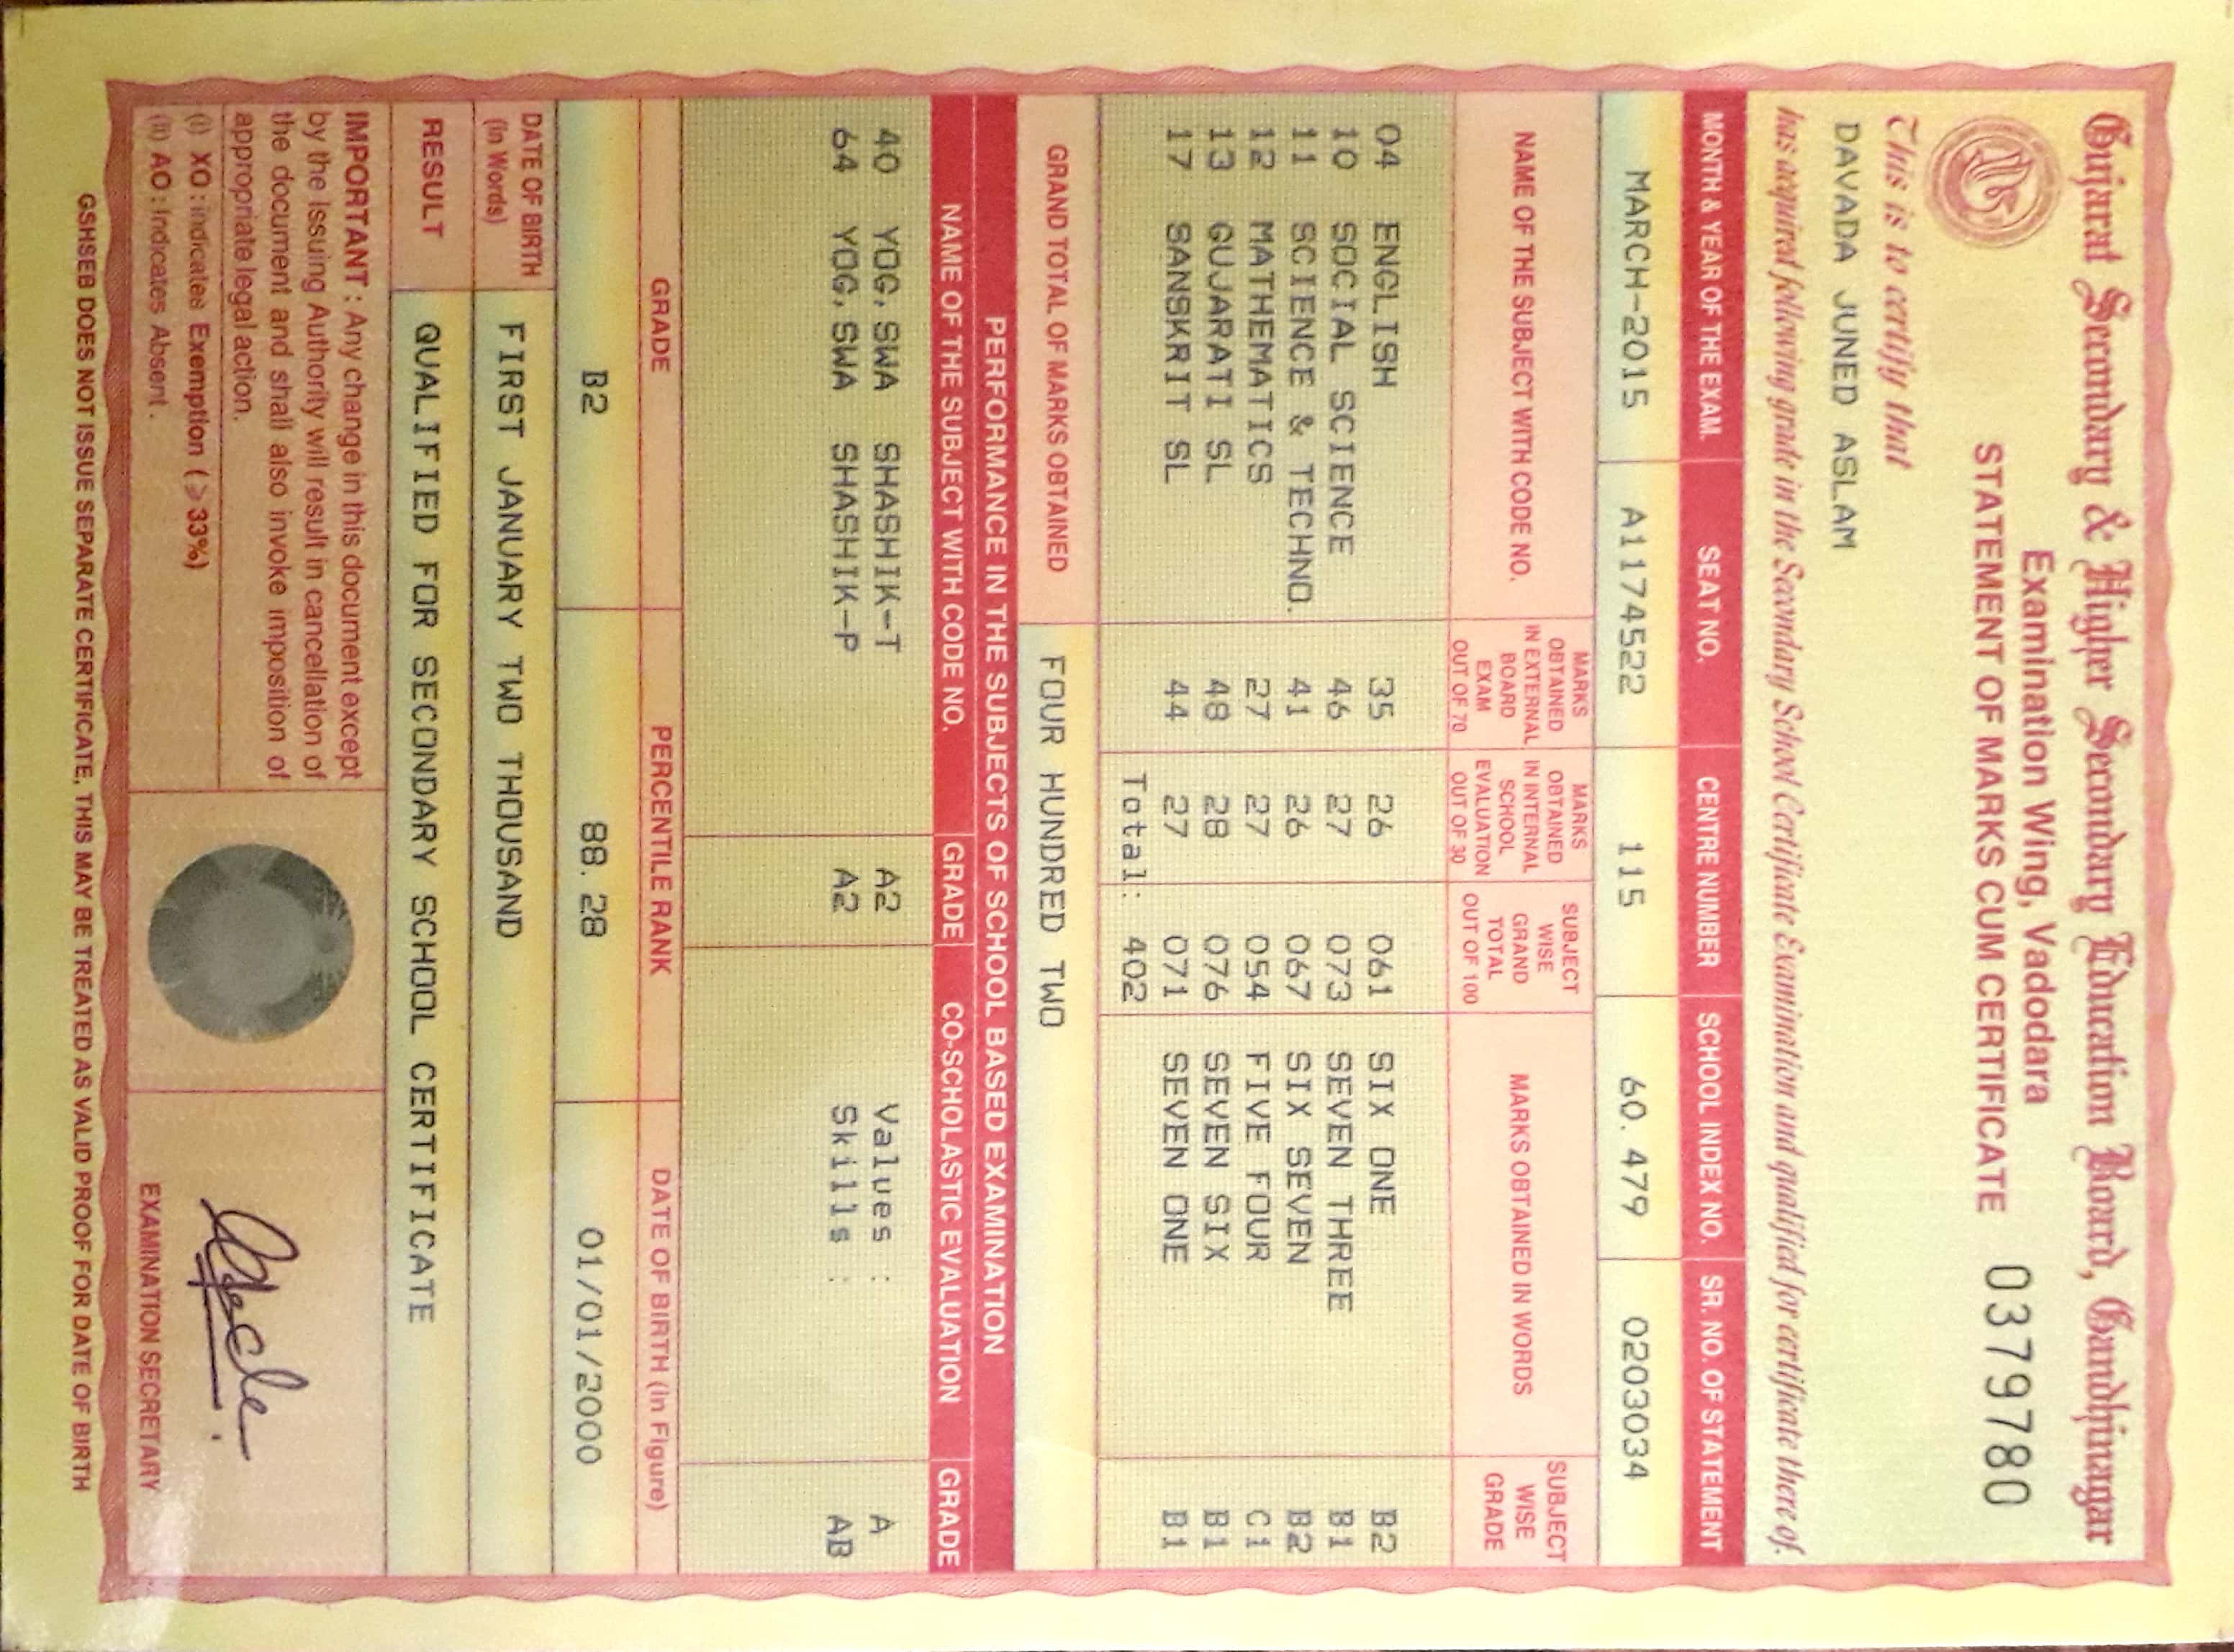 Gujarat Secondary & Higher Secondary Education Board, Gandhinagar
Examination Wing, Vadodara
STATEMENT OF MARKS CUM CERTIFICATE 0379780
This is to certify that
DAVADA JUNED ASLAM
has acquired following grade in the Secondary School Certificate Examination and qualified for certificate there of.
MONTH & YEAR OF THE EXAM. SEAT NO. CENTRE NUMBER SCHOOL INDEX NO. SR. NO. OF STATEMENT
MARCH-2015 A1174522 115 60.479 0203034
NAME OF THE SUBJECT WITH CODE NO. MARKS OBTAINED IN EXTERNAL BOARD EXAM OUT OF 70 MARKS OBTAINED IN INTERNAL SCHOOL EVALUATION OUT OF 30 SUBJECT WISE GRAND TOTAL OUT OF 100 MARKS OBTAINED IN WORDS SUBJECT WISE GRADE
04 ENGLISH 35 26 061 SIX ONE B2
10 SOCIAL SCIENCE 46 27 073 SEVEN THREE B1
11 SCIENCE & TECHNO. 41 26 067 SIX SEVEN B2
12 MATHEMATICS 27 27 054 FIVE FOUR C1
13 GUJARATI SL 48 28 076 SEVEN SIX B1
17 SANSKRIT SL 44 27 071 SEVEN ONE B1
Total: 402
GRAND TOTAL OF MARKS OBTAINED FOUR HUNDRED TWO
PERFORMANCE IN THE SUBJECTS OF SCHOOL BASED EXAMINATION
NAME OF THE SUBJECT WITH CODE NO. GRADE CO-SCHOLASTIC EVALUATION GRADE
40 YOG,SWA SHASHIK-T A2 Values : A
64 YOG,SWA SHASHIK-P A2 Skills : AB
GRADE PERCENTILE RANK DATE OF BIRTH (In Figure)
B2 88.28 01/01/2000
DATE OF BIRTH (In Words) FIRST JANUARY TWO THOUSAND
RESULT QUALIFIED FOR SECONDARY SCHOOL CERTIFICATE
IMPORTANT : Any change in this document except
by the Issuing Authority will result in cancellation of
the document and shall also invoke imposition of
appropriate legal action.
(i) XO : indicates Exemption ( ≥ 33%)
(ii) AO : Indicates Absent .
EXAMINATION SECRETARY
GSHSEB DOES NOT ISSUE SEPARATE CERTIFICATE, THIS MAY BE TREATED AS VALID PROOF FOR DATE OF BIRTH